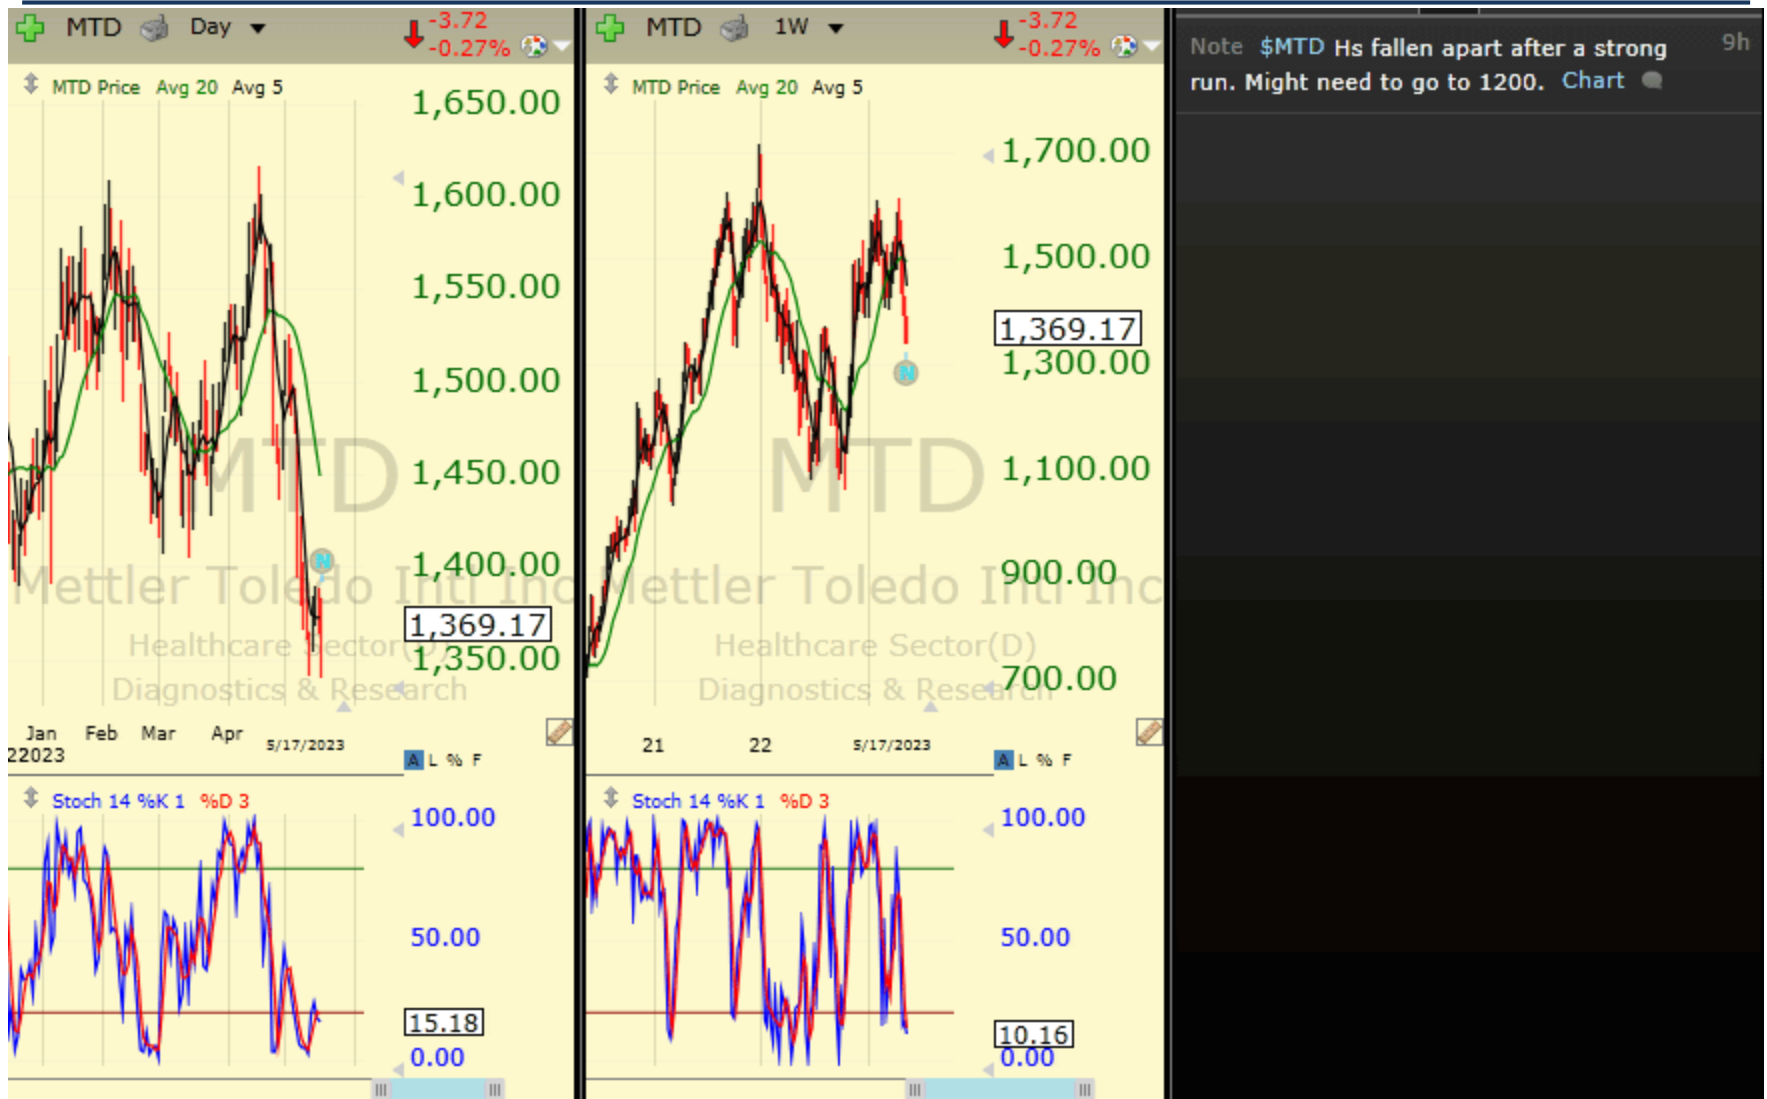 MTD Day -3.72
-0.27%
MTD Price Avg 20 Avg 5
1,650.00
1,600.00
1,550.00
1,500.00
1,450.00
1,400.00
1,369.17
1,350.00
MTD
Mettler Toledo Intl Inc
Healthcare Sector(D)
Diagnostics & Research
Jan Feb Mar Apr 5/17/2023
22023
A L % F
Stoch 14 %K 1 %D 3
100.00
50.00
15.18
0.00
MTD 1W -3.72
-0.27%
MTD Price Avg 20 Avg 5
1,700.00
1,500.00
1,369.17
1,300.00
N
1,100.00
900.00
700.00
MTD
Mettler Toledo Intl Inc
Healthcare Sector(D)
Diagnostics & Research
21 22 5/17/2023
A L % F
Stoch 14 %K 1 %D 3
100.00
50.00
10.16
0.00
N
Note $MTD Hs fallen apart after a strong 9h
run. Might need to go to 1200. Chart